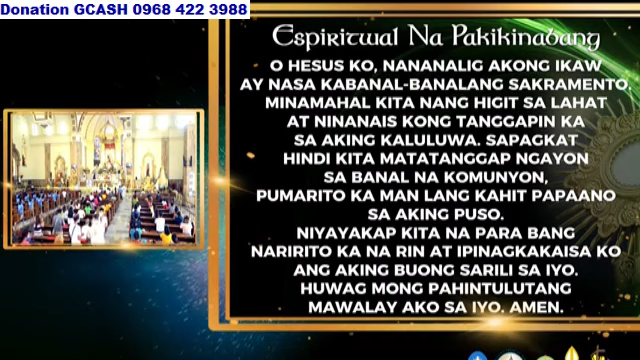 Donation GCASH 0968 422 3988
Espiritwal Na Pakikinabang
O HESUS KO, NANANALIG AKONG IKAW
AY NASA KABANAL-BANALANG SAKRAMENTO.
MINAMAHAL KITA NANG HIGIT SA LAHAT
AT NINANAIS KONG TANGGAPIN KA
SA AKING KALULUWA. SAPAGKAT
HINDI KITA MATATANGGAP NGAYON
SA BANAL NA KOMUNYON,
PUMARITO KA MAN LANG KAHIT PAPAANO
SA AKING PUSO.
NIYAYAKAP KITA NA PARA BANG
NARIRITO KA NA RIN AT IPINAGKAKAISA KO
ANG AKING BUONG SARILI SA IYO.
HUWAG MONG PAHINTULUTANG
MAWALAY AKO SA IYO. AMEN.